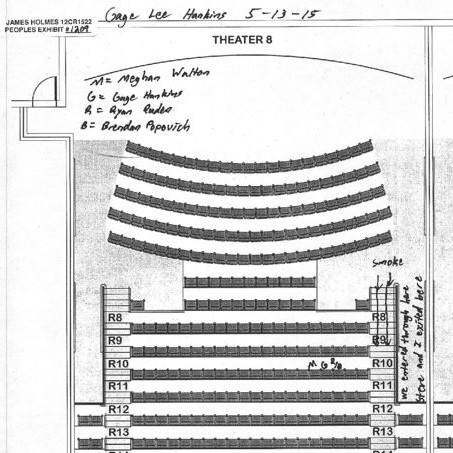 Gage Lee Hankins 5-13-15
JAMES HOLMES 12CR1522
PEOPLES EXHIBIT #1209
THEATER 8
M= Meghan Walton
G= Gage Hankins
R= Ryan
B= Brendan Popovich
Smoke
R8 R8
R9 R9
M G R/B
R10 R10
R11 R11
R12 R12
R13 R13
we entered through here
Steve and I exited here